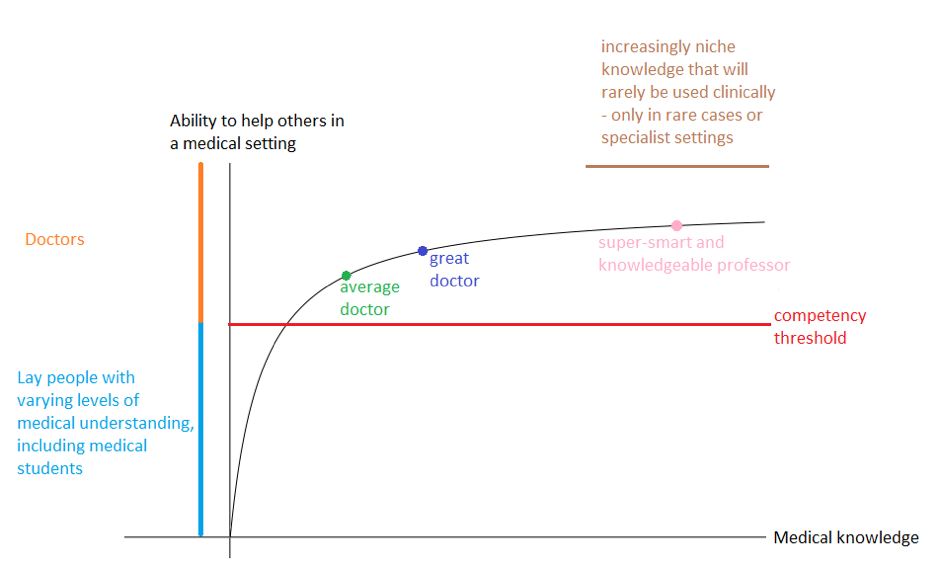 increasingly niche
knowledge that will
rarely be used clinically
- only in rare cases or
specialist settings
Ability to help others in
a medical setting
Doctors
super-smart and
knowledgeable professor
great
doctor
average
doctor
competency
threshold
Lay people with
varying levels of
medical understanding,
including medical
students
Medical knowledge